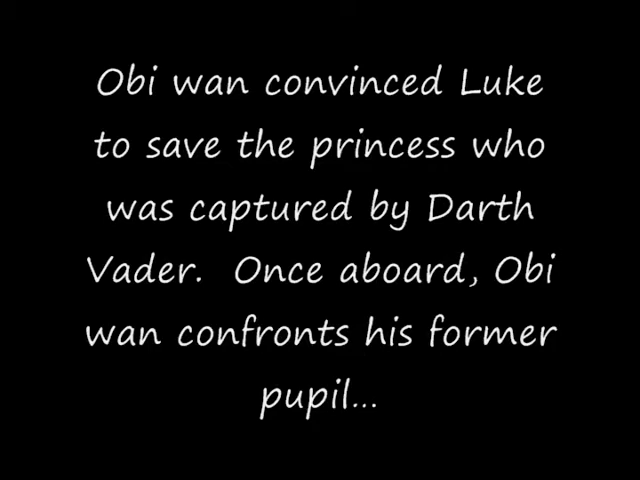 Obi wan convinced Luke
to save the princess who
was captured by Darth
Vader.  Once aboard, Obi
wan confronts his former
pupil...